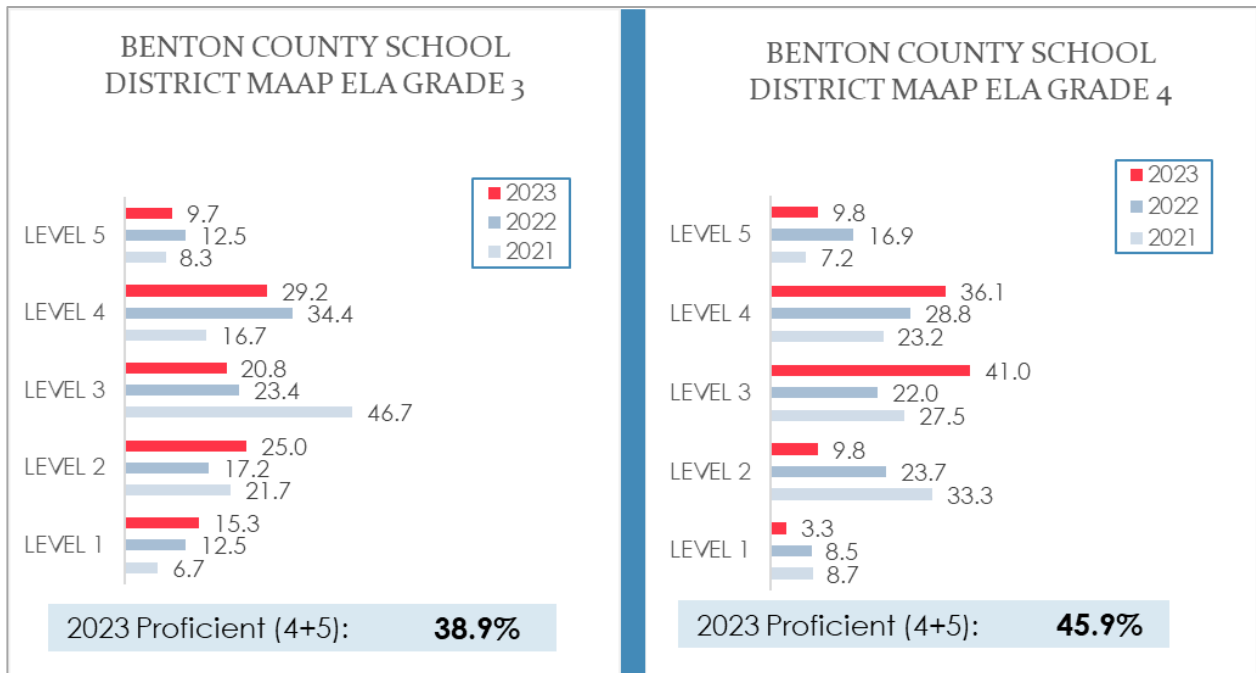 BENTON COUNTY SCHOOL
DISTRICT MAAP ELA GRADE 3
2023
2022
2021
LEVEL 5
9.7
12.5
8.3
LEVEL 4
29.2
34.4
16.7
LEVEL 3
20.8
23.4
46.7
LEVEL 2
25.0
17.2
21.7
LEVEL 1
15.3
12.5
6.7
2023 Proficient (4+5): 38.9%
BENTON COUNTY SCHOOL
DISTRICT MAAP ELA GRADE 4
2023
2022
2021
LEVEL 5
9.8
16.9
7.2
LEVEL 4
36.1
28.8
23.2
LEVEL 3
41.0
22.0
27.5
LEVEL 2
9.8
23.7
33.3
LEVEL 1
3.3
8.5
8.7
2023 Proficient (4+5): 45.9%